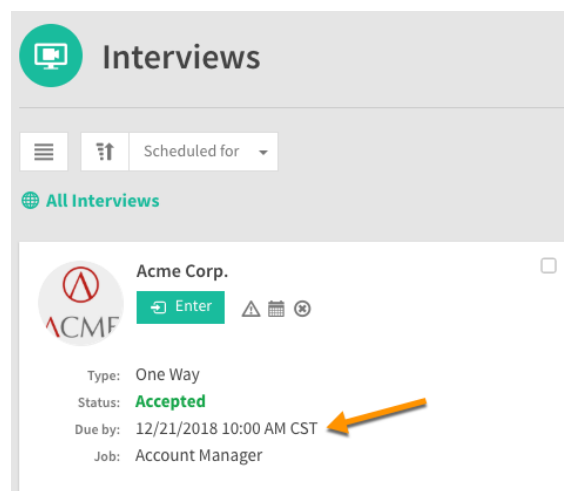 Interviews
Scheduled for
All Interviews
Acme Corp.
Enter
ACME
Type: One Way
Status: Accepted
Due by: 12/21/2018 10:00 AM CST
Job: Account Manager